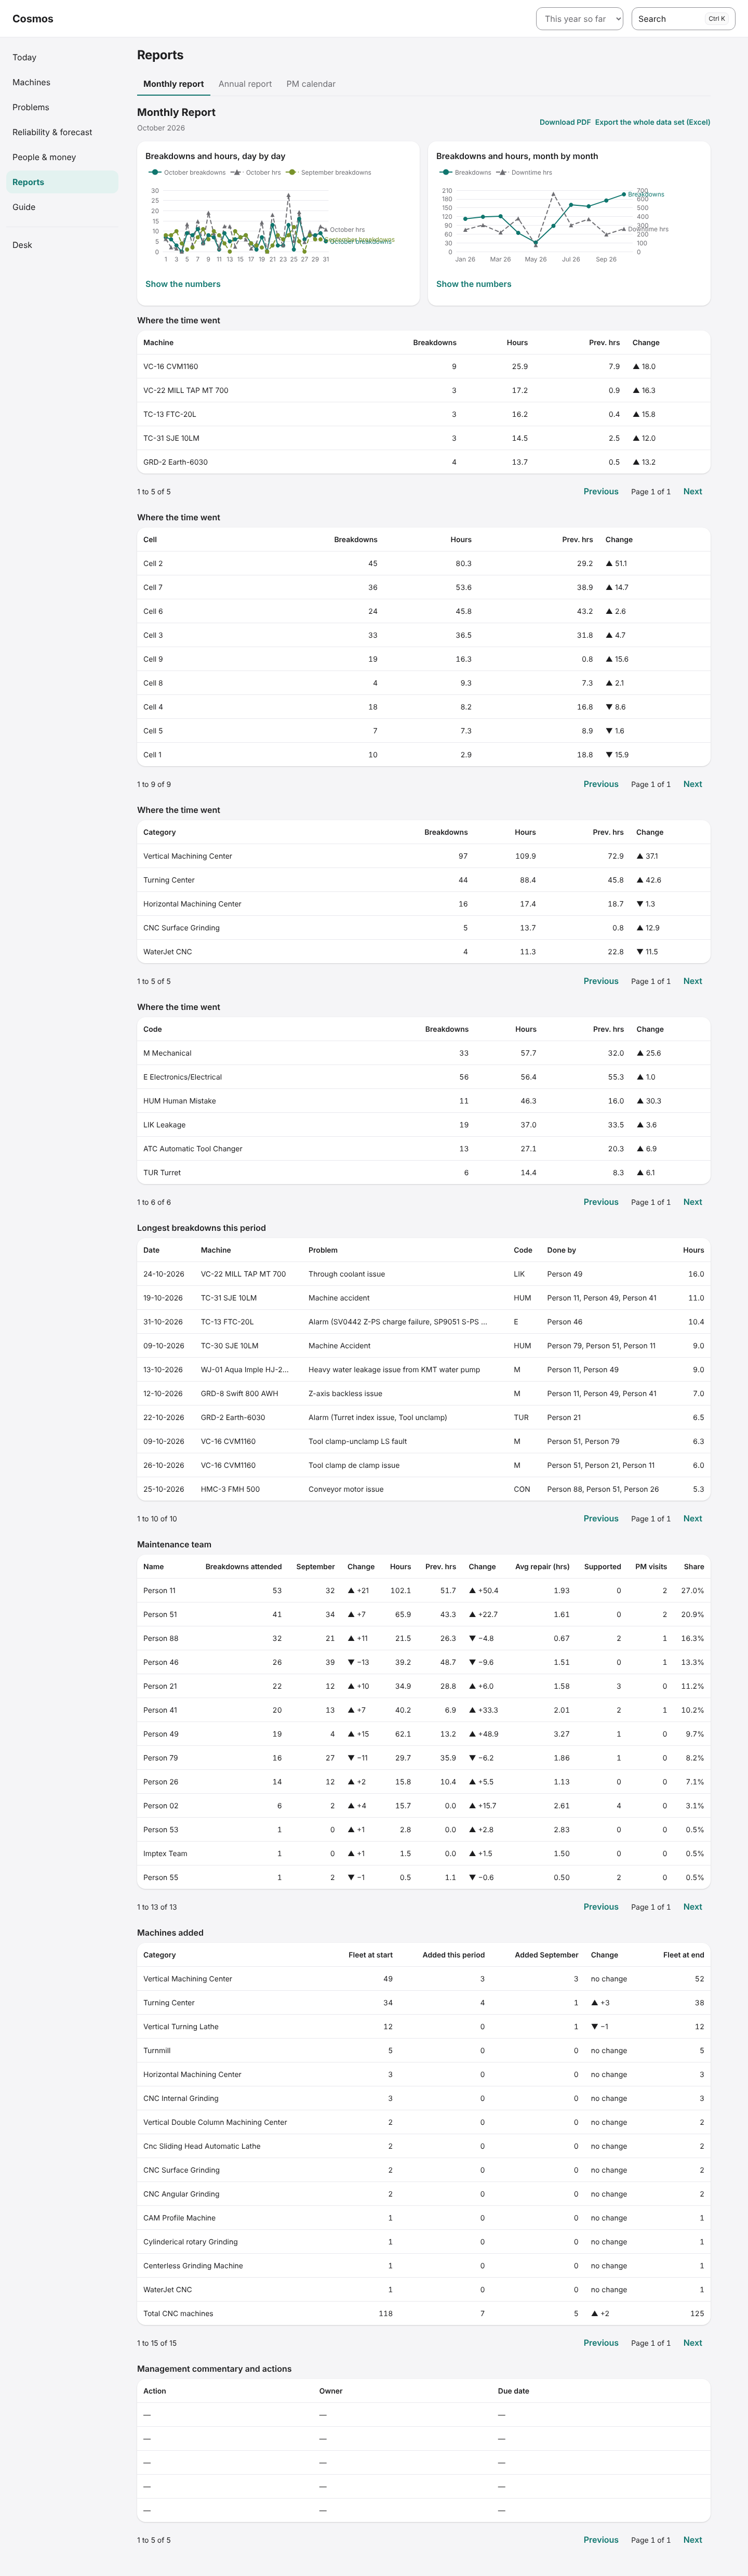 Cosmos
This year so far
Search Ctrl K
Today
Machines
Problems
Reliability & forecast
People & money
Reports
Guide
Desk
Reports
Monthly report Annual report PM calendar
Monthly Report
October 2026
Download PDF Export the whole data set (Excel)
Breakdowns and hours, day by day
October breakdowns October hrs September breakdowns
30
25
20
15
10
5
0
1 3 5 7 9 11 13 15 17 19 21 23 25 27 29 31
October hrs
September breakdowns
October breakdowns
Show the numbers
Breakdowns and hours, month by month
Breakdowns Downtime hrs
210 700
180 600
150 500
120 400
90 300
60 200
30 100
0 0
Breakdowns
Downtime hrs
Jan 26 Mar 26 May 26 Jul 26 Sep 26
Show the numbers
Where the time went
Machine Breakdowns Hours Prev. hrs Change
VC-16 CVM1160 9 25.9 7.9 ▲ 18.0
VC-22 MILL TAP MT 700 3 17.2 0.9 ▲ 16.3
TC-13 FTC-20L 3 16.2 0.4 ▲ 15.8
TC-31 SJE 10LM 3 14.5 2.5 ▲ 12.0
GRD-2 Earth-6030 4 13.7 0.5 ▲ 13.2
1 to 5 of 5 Previous Page 1 of 1 Next
Where the time went
Cell Breakdowns Hours Prev. hrs Change
Cell 2 45 80.3 29.2 ▲ 51.1
Cell 7 36 53.6 38.9 ▲ 14.7
Cell 6 24 45.8 43.2 ▲ 2.6
Cell 3 33 36.5 31.8 ▲ 4.7
Cell 9 19 16.3 0.8 ▲ 15.6
Cell 8 4 9.3 7.3 ▲ 2.1
Cell 4 18 8.2 16.8 ▼ 8.6
Cell 5 7 7.3 8.9 ▼ 1.6
Cell 1 10 2.9 18.8 ▼ 15.9
1 to 9 of 9 Previous Page 1 of 1 Next
Where the time went
Category Breakdowns Hours Prev. hrs Change
Vertical Machining Center 97 109.9 72.9 ▲ 37.1
Turning Center 44 88.4 45.8 ▲ 42.6
Horizontal Machining Center 16 17.4 18.7 ▼ 1.3
CNC Surface Grinding 5 13.7 0.8 ▲ 12.9
WaterJet CNC 4 11.3 22.8 ▼ 11.5
1 to 5 of 5 Previous Page 1 of 1 Next
Where the time went
Code Breakdowns Hours Prev. hrs Change
M Mechanical 33 57.7 32.0 ▲ 25.6
E Electronics/Electrical 56 56.4 55.3 ▲ 1.0
HUM Human Mistake 11 46.3 16.0 ▲ 30.3
LIK Leakage 19 37.0 33.5 ▲ 3.6
ATC Automatic Tool Changer 13 27.1 20.3 ▲ 6.9
TUR Turret 6 14.4 8.3 ▲ 6.1
1 to 6 of 6 Previous Page 1 of 1 Next
Longest breakdowns this period
Date Machine Problem Code Done by Hours
24-10-2026 VC-22 MILL TAP MT 700 Through coolant issue LIK Person 49 16.0
19-10-2026 TC-31 SJE 10LM Machine accident HUM Person 11, Person 49, Person 41 11.0
31-10-2026 TC-13 FTC-20L Alarm (SV0442 Z-PS charge failure, SP9051 S-PS ... E Person 46 10.4
09-10-2026 TC-30 SJE 10LM Machine Accident HUM Person 79, Person 51, Person 11 9.0
13-10-2026 WJ-01 Aqua Imple HJ-2... Heavy water leakage issue from KMT water pump M Person 11, Person 49 9.0
12-10-2026 GRD-8 Swift 800 AWH Z-axis backless issue M Person 11, Person 49, Person 41 7.0
22-10-2026 GRD-2 Earth-6030 Alarm (Turret index issue, Tool unclamp) TUR Person 21 6.5
09-10-2026 VC-16 CVM1160 Tool clamp-unclamp LS fault M Person 51, Person 79 6.3
26-10-2026 VC-16 CVM1160 Tool clamp de clamp issue M Person 51, Person 21, Person 11 6.0
25-10-2026 HMC-3 FMH 500 Conveyor motor issue CON Person 88, Person 51, Person 26 5.3
1 to 10 of 10 Previous Page 1 of 1 Next
Maintenance team
Name Breakdowns attended September Change Hours Prev. hrs Change Avg repair (hrs) Supported PM visits Share
Person 11 53 32 ▲ +21 102.1 51.7 ▲ +50.4 1.93 0 2 27.0%
Person 51 41 34 ▲ +7 65.9 43.3 ▲ +22.7 1.61 0 2 20.9%
Person 88 32 21 ▲ +11 21.5 26.3 ▼ −4.8 0.67 2 1 16.3%
Person 46 26 39 ▼ −13 39.2 48.7 ▼ −9.6 1.51 0 1 13.3%
Person 21 22 12 ▲ +10 34.9 28.8 ▲ +6.0 1.58 3 0 11.2%
Person 41 20 13 ▲ +7 40.2 6.9 ▲ +33.3 2.01 2 1 10.2%
Person 49 19 4 ▲ +15 62.1 13.2 ▲ +48.9 3.27 1 0 9.7%
Person 79 16 27 ▼ −11 29.7 35.9 ▼ −6.2 1.86 1 0 8.2%
Person 26 14 12 ▲ +2 15.8 10.4 ▲ +5.5 1.13 0 0 7.1%
Person 02 6 2 ▲ +4 15.7 0.0 ▲ +15.7 2.61 4 0 3.1%
Person 53 1 0 ▲ +1 2.8 0.0 ▲ +2.8 2.83 0 0 0.5%
Imptex Team 1 0 ▲ +1 1.5 0.0 ▲ +1.5 1.50 0 0 0.5%
Person 55 1 2 ▼ −1 0.5 1.1 ▼ −0.6 0.50 2 0 0.5%
1 to 13 of 13 Previous Page 1 of 1 Next
Machines added
Category Fleet at start Added this period Added September Change Fleet at end
Vertical Machining Center 49 3 3 no change 52
Turning Center 34 4 1 ▲ +3 38
Vertical Turning Lathe 12 0 1 ▼ −1 12
Turnmill 5 0 0 no change 5
Horizontal Machining Center 3 0 0 no change 3
CNC Internal Grinding 3 0 0 no change 3
Vertical Double Column Machining Center 2 0 0 no change 2
Cnc Sliding Head Automatic Lathe 2 0 0 no change 2
CNC Surface Grinding 2 0 0 no change 2
CNC Angular Grinding 2 0 0 no change 2
CAM Profile Machine 1 0 0 no change 1
Cylinderical rotary Grinding 1 0 0 no change 1
Centerless Grinding Machine 1 0 0 no change 1
WaterJet CNC 1 0 0 no change 1
Total CNC machines 118 7 5 ▲ +2 125
1 to 15 of 15 Previous Page 1 of 1 Next
Management commentary and actions
Action Owner Due date
— — —
— — —
— — —
— — —
— — —
1 to 5 of 5 Previous Page 1 of 1 Next